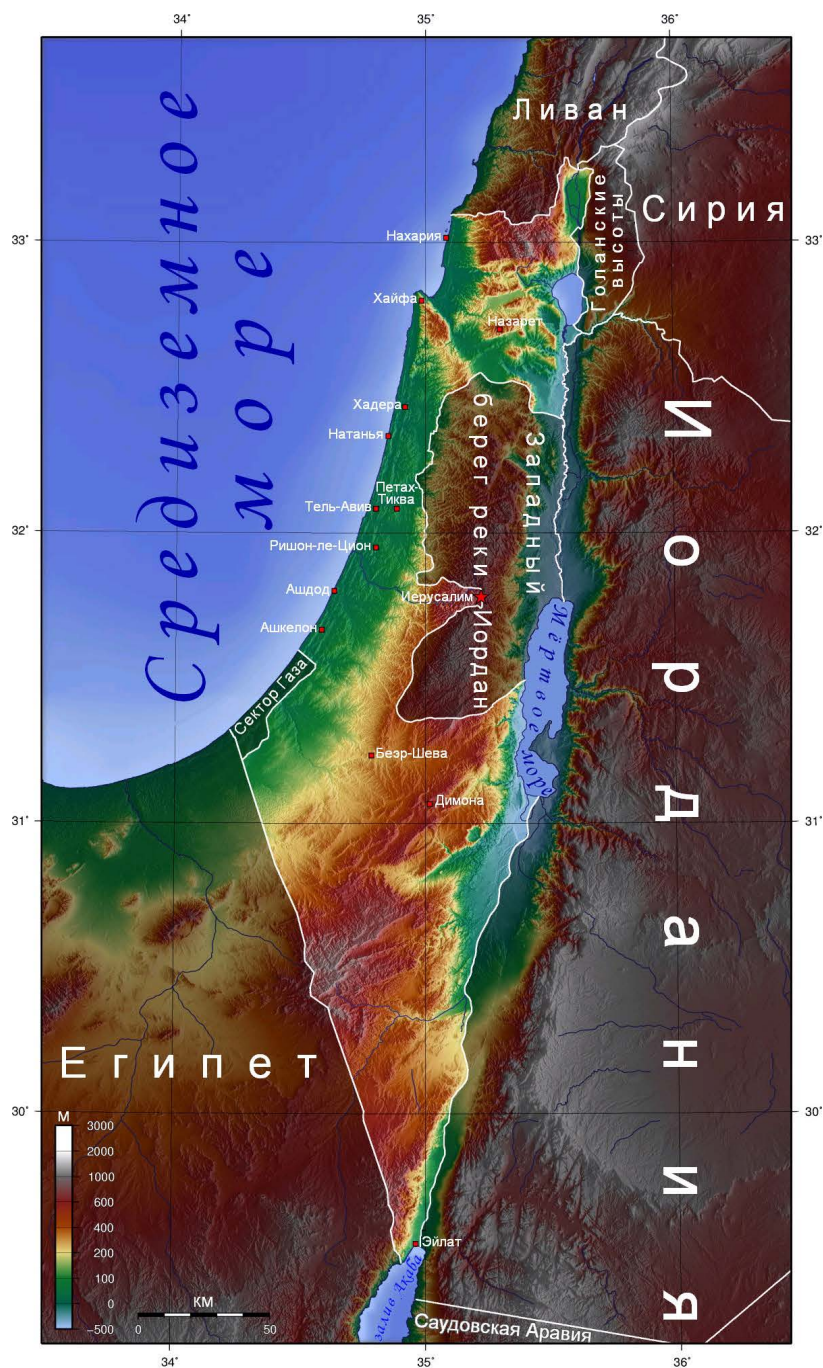 34°
35°
36°
Ливан
Сирия
Голанские
высоты
33°
33°
Средиземное
море
Нахария
Хайфа
Назарет
Хадера
Натанья
Петах-
Тиква
Тель-Авив
Ришон-ле-Цион
32°
32°
Западный
берег реки Иордан
Иерусалим
Ашдод
Ашкелон
Сектор Газа
Мёртвое море
Беэр-Шева
Димона
Иордания
31°
31°
Египет
30°
30°
М
3000
2000
1000
600
400
200
100
0
-500
КМ
0
50
Эйлат
залив Акаба
Саудовская Аравия
34°
35°
36°